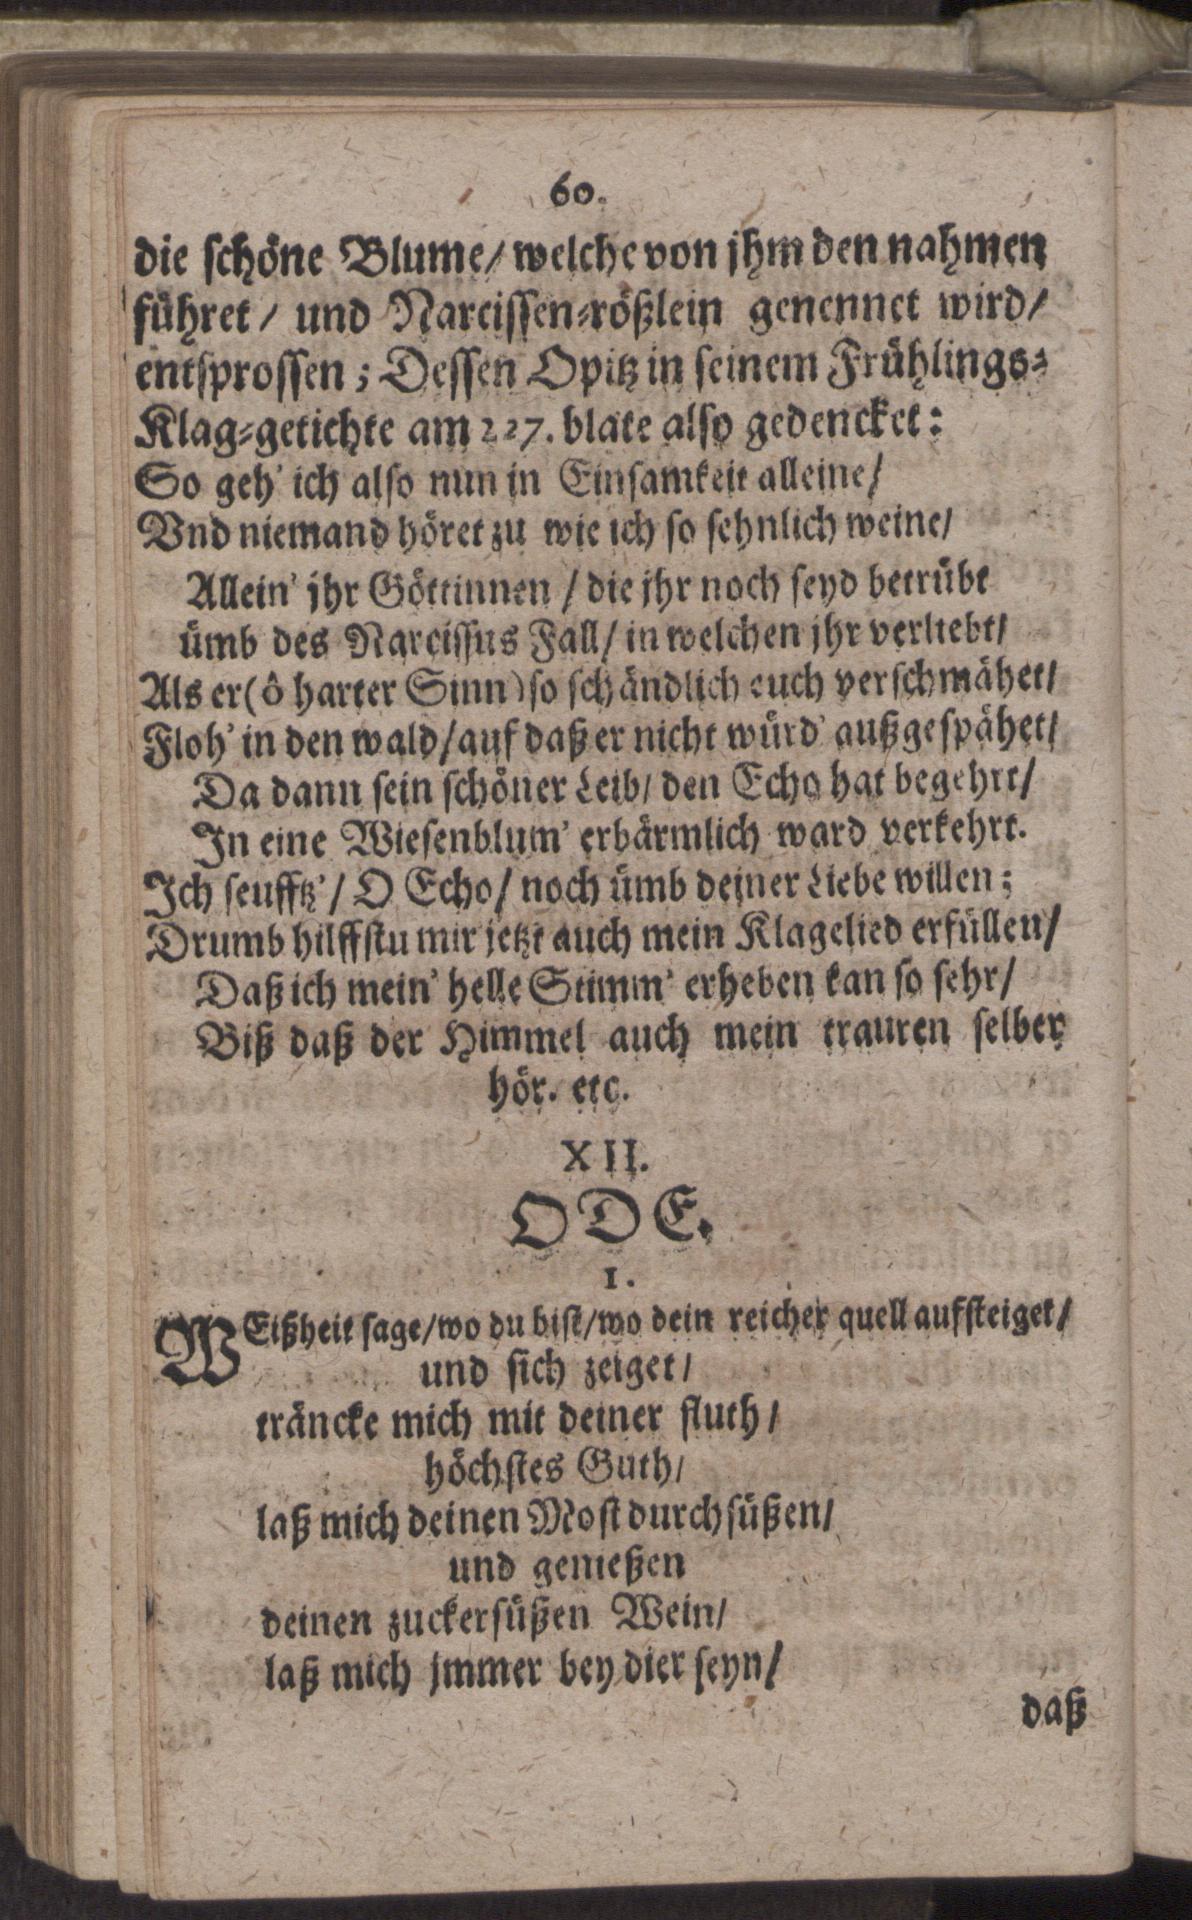 60.
die schöne Blume/ welche von jhm den nahmen
führet/ und Narcissen-rößlein genennet wird/
entsprossen; Dessen Opitz in seinem Frühlings-
Klag-getichte am 227. blate also gedencket:
So geh' ich also nun in Einsamkeit alleine/
Vnd niemand höret zu wie ich so sehnlich weine/
Allein' jhr Göttinnen/ die jhr noch seyd betrübt
ümb des Narcissus Fall/ in welchen jhr verliebt/
Als er (ô harter Sinn) so schändlich euch verschmähet/
Floh' in den wald/ auf daß er nicht würd' außgespähet/
Da dann sein schöner Leib/ den Echo hat begehrt/
In eine Wiesenblum' erbärmlich ward verkehrt.
Ich seufftz'/ O Echo/ noch ümb deiner Liebe willen;
Drumb hilffstu mir jetzt auch mein Klagelied erfüllen/
Daß ich mein' helle Stimm' erheben kan so sehr/
Biß daß der Himmel auch mein trauren selber
hör. etc.
XII.
ODE.
1.
WEißheit sage/ wo du bist/ wo dein reicher quell aufsteiget/
und sich zeiget/
träncke mich mit deiner fluth/
höchstes Guth/
laß mich deinen Most durchsüßen/
und genießen
deinen zuckersüßen Wein/
laß mich jmmer bey dier seyn/
daß